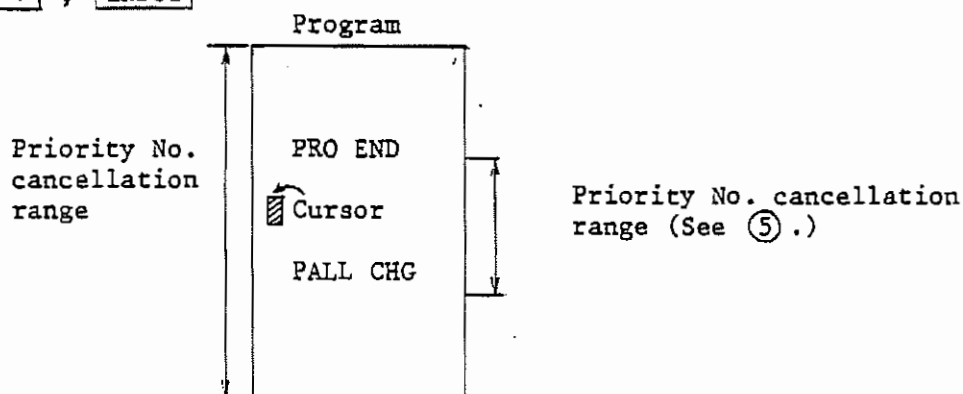 Program
Priority No. cancellation range
PRO END
Cursor
PALL CHG
Priority No. cancellation range (See ⑤.)